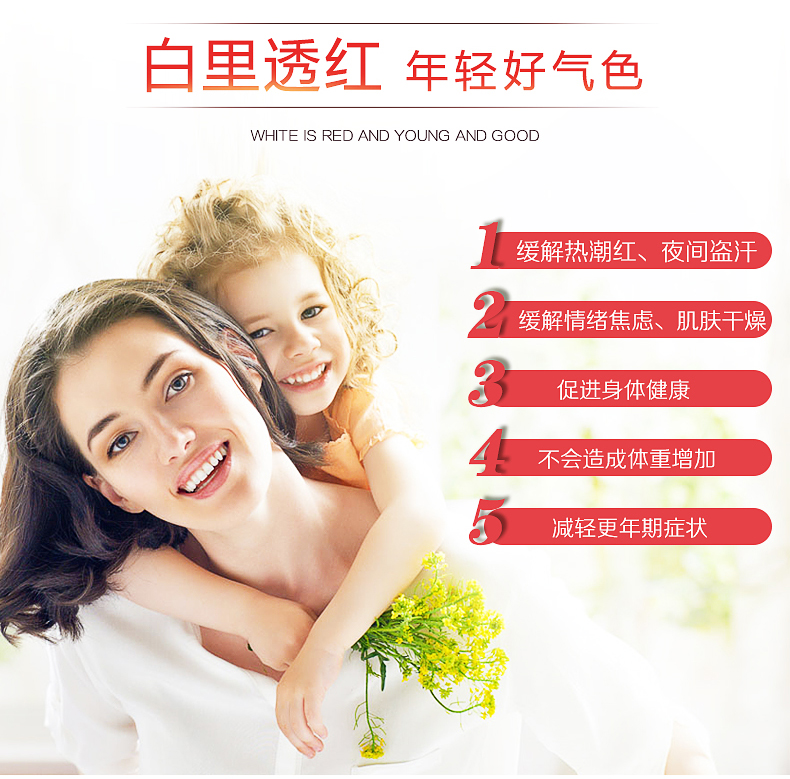 白里透红 年轻好气色
WHITE IS RED AND YOUNG AND GOOD
1 缓解热潮红、夜间盗汗
2 缓解情绪焦虑、肌肤干燥
3 促进身体健康
4 不会造成体重增加
5 减轻更年期症状